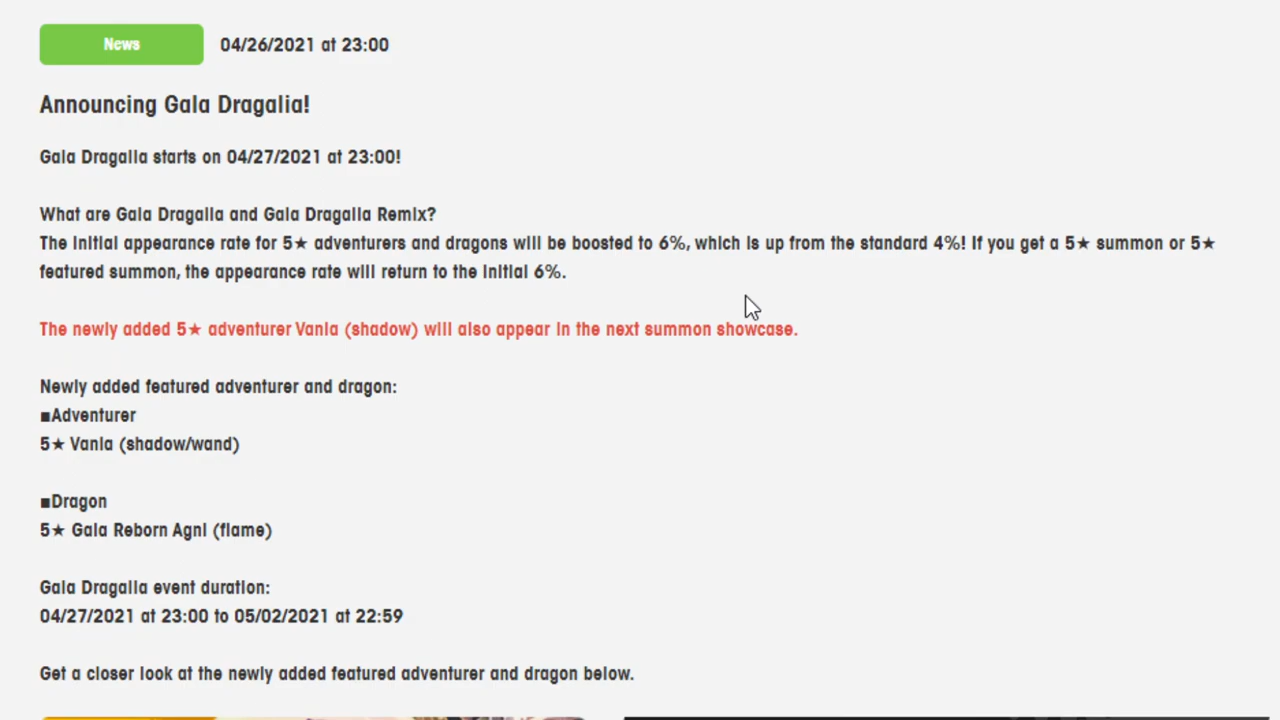 News 04/26/2021 at 23:00
Announcing Gala Dragalia!
Gala Dragalia starts on 04/27/2021 at 23:00!
What are Gala Dragalia and Gala Dragalia Remix?
The initial appearance rate for 5★ adventurers and dragons will be boosted to 6%, which is up from the standard 4%! If you get a 5★ summon or 5★
featured summon, the appearance rate will return to the initial 6%.
The newly added 5★ adventurer Vania (shadow) will also appear in the next summon showcase.
Newly added featured adventurer and dragon:
■Adventurer
5★ Vania (shadow/wand)
■Dragon
5★ Gala Reborn Agni (flame)
Gala Dragalia event duration:
04/27/2021 at 23:00 to 05/02/2021 at 22:59
Get a closer look at the newly added featured adventurer and dragon below.